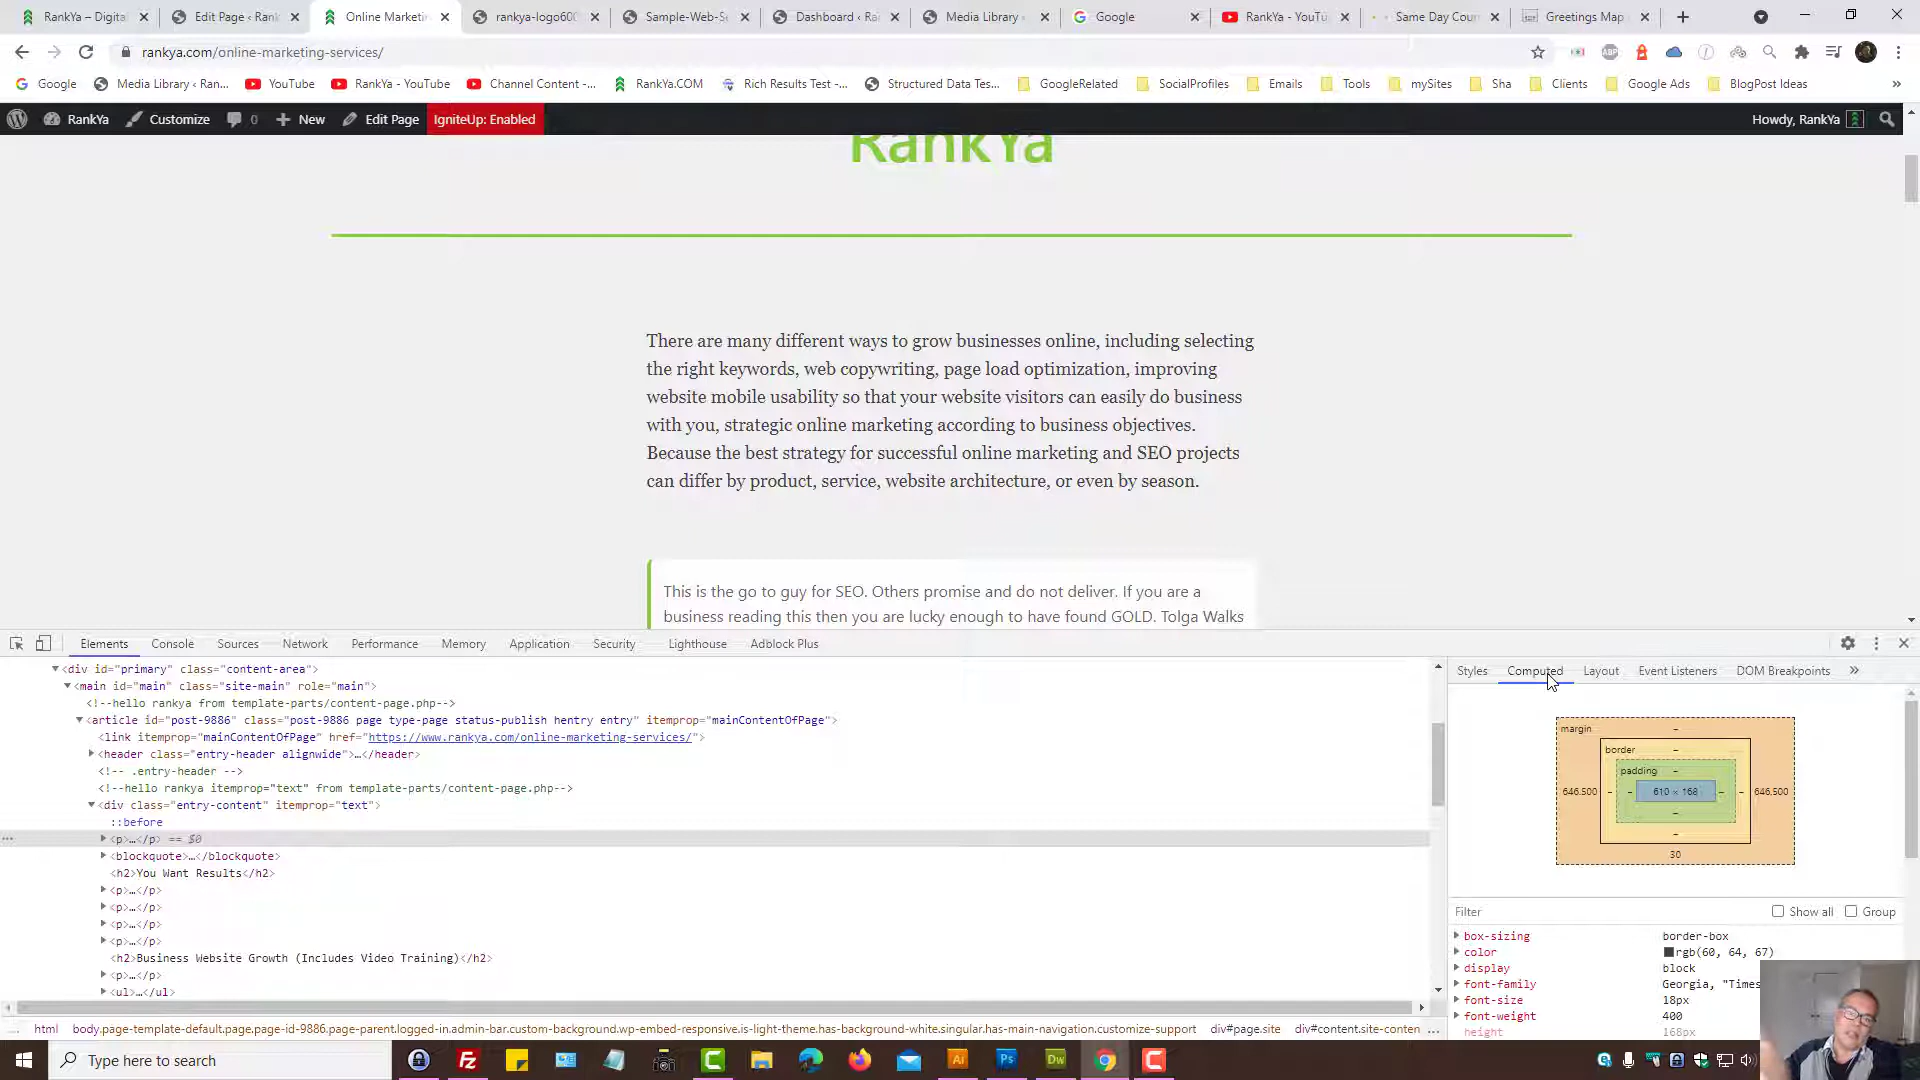 RankYa – Digital
Edit Page ‹ Rank
Online Marketin
rankya-logo600
Sample-Web-S
Dashboard ‹ Ra
Media Library
Google
RankYa - YouTu
Same Day Cour
Greetings Map
rankya.com/online-marketing-services/
Google
Media Library ‹ Ran...
YouTube
RankYa - YouTube
Channel Content -...
RankYa.COM
Rich Results Test -...
Structured Data Tes...
GoogleRelated
SocialProfiles
Emails
Tools
mySites
Sha
Clients
Google Ads
BlogPost Ideas
»
RankYa
Customize
0
New
Edit Page
IgniteUp: Enabled
Howdy, RankYa
RankYa
There are many different ways to grow businesses online, including selecting
the right keywords, web copywriting, page load optimization, improving
website mobile usability so that your website visitors can easily do business
with you, strategic online marketing according to business objectives.
Because the best strategy for successful online marketing and SEO projects
can differ by product, service, website architecture, or even by season.
This is the go to guy for SEO. Others promise and do not deliver. If you are a
business reading this then you are lucky enough to have found GOLD. Tolga Walks
Elements
Console
Sources
Network
Performance
Memory
Application
Security
Lighthouse
Adblock Plus
<div id="primary" class="content-area">
<main id="main" class="site-main" role="main">
<!--hello rankya from template-parts/content-page.php-->
<article id="post-9886" class="post-9886 page type-page status-publish hentry entry" itemprop="mainContentOfPage">
<link itemprop="mainContentOfPage" href="https://www.rankya.com/online-marketing-services/">
<header class="entry-header alignwide">…</header>
<!-- .entry-header -->
<!--hello rankya itemprop="text" from template-parts/content-page.php-->
<div class="entry-content" itemprop="text">
::before
<p>…</p> == $0
<blockquote>…</blockquote>
<h2>You Want Results</h2>
<p>…</p>
<p>…</p>
<p>…</p>
<p>…</p>
<h2>Business Website Growth (Includes Video Training)</h2>
<p>…</p>
<ul>…</ul>
... html body.page-template-default.page.page-id-9886.page-parent.logged-in.admin-bar.custom-background.wp-embed-responsive.is-light-theme.has-background-white.singular.has-main-navigation.customize-support div#page.site div#content.site-conten ...
Styles
Computed
Layout
Event Listeners
DOM Breakpoints
»
margin
–
border
–
padding
–
646.500
–
–
610 × 168
–
–
646.500
–
–
30
Filter
Show all
Group
box-sizing border-box
color rgb(60, 64, 67)
display block
font-family Georgia, "Times
font-size 18px
font-weight 400
height 168px
Type here to search